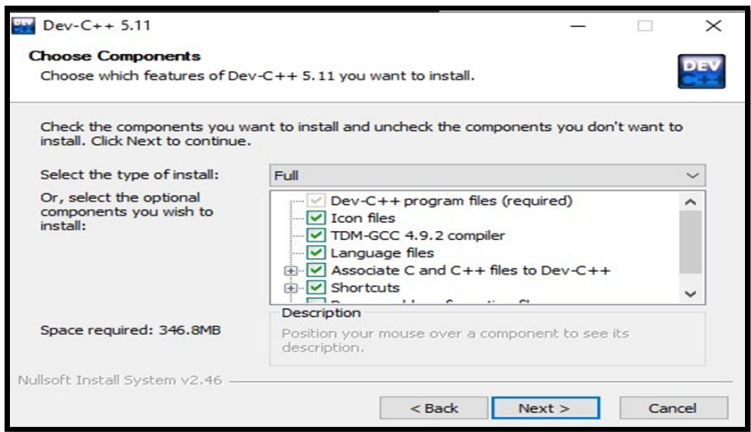 Dev-C++ 5.11
Choose Components
Choose which features of Dev-C++ 5.11 you want to install.
DEV
C++
Check the components you want to install and uncheck the components you don't want to
install. Click Next to continue.
Select the type of install:
Full
Or, select the optional
components you wish to
install:
Dev-C++ program files (required)
Icon files
TDM-GCC 4.9.2 compiler
Language files
Associate C and C++ files to Dev-C++
Shortcuts
Space required: 346.8MB
Description
Position your mouse over a component to see its
description.
Nullsoft Install System v2.46
< Back
Next >
Cancel